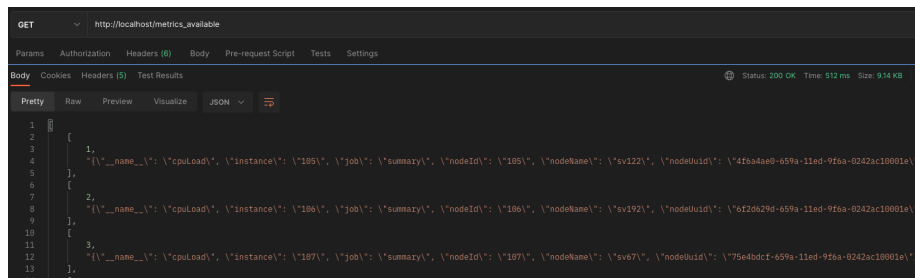 GET http://localhost/metrics_available
Params Authorization Headers (6) Body Pre-request Script Tests Settings
Body Cookies Headers (5) Test Results Status: 200 OK Time: 512 ms Size: 9.14 KB
Pretty Raw Preview Visualize JSON
1 [
2 [
3 1,
4 "{\"__name__\": \"cpuLoad\", \"instance\": \"105\", \"job\": \"summary\", \"nodeId\": \"105\", \"nodeName\": \"sv122\", \"nodeUuid\": \"4f6a4ae0-659a-11ed-9f6a-0242ac10001e\
5 ],
6 [
7 2,
8 "{\"__name__\": \"cpuLoad\", \"instance\": \"106\", \"job\": \"summary\", \"nodeId\": \"106\", \"nodeName\": \"sv192\", \"nodeUuid\": \"6f2d629d-659a-11ed-9f6a-0242ac10001e\
9 ],
10 [
11 3,
12 "{\"__name__\": \"cpuLoad\", \"instance\": \"107\", \"job\": \"summary\", \"nodeId\": \"107\", \"nodeName\": \"sv67\", \"nodeUuid\": \"75e4bdcf-659a-11ed-9f6a-0242ac10001e\"
13 ],